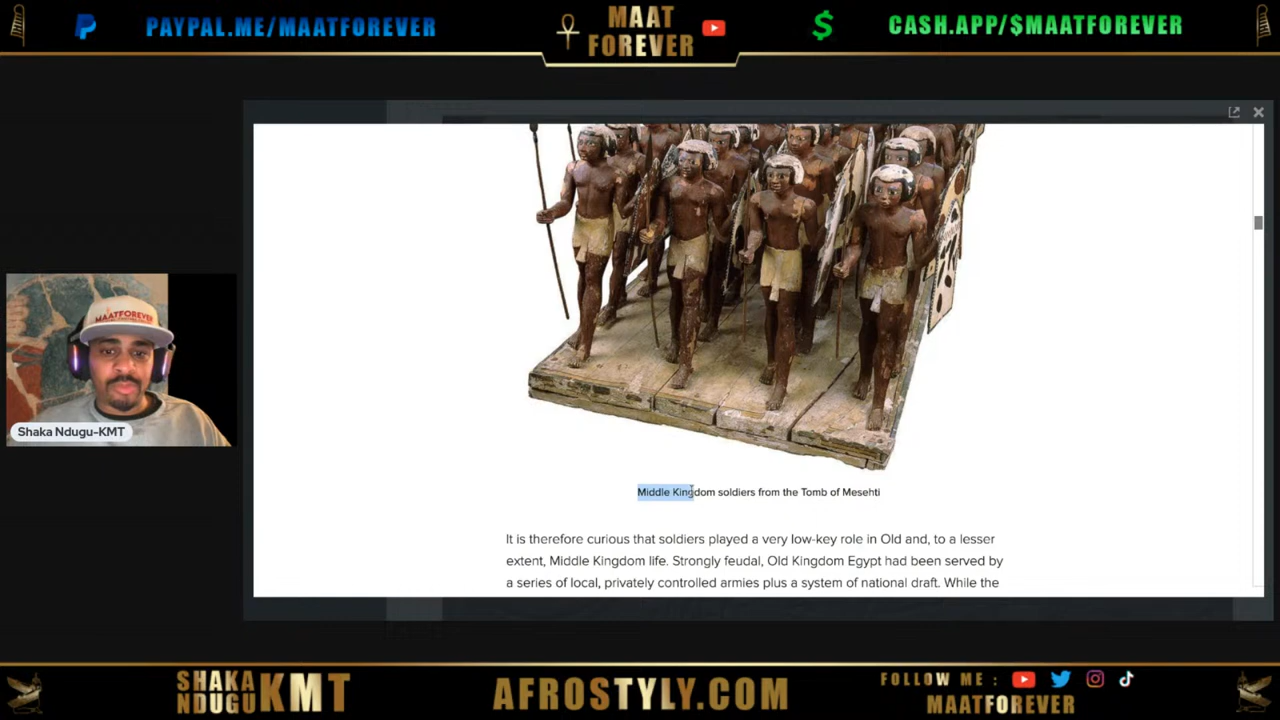 PAYPAL.ME/MAATFOREVER
MAAT
FOREVER
$
CASH.APP/$MAATFOREVER
MAATFOREVER
Shaka Ndugu-KMT
Middle Kingdom soldiers from the Tomb of Mesehti
It is therefore curious that soldiers played a very low-key role in Old and, to a lesser
extent, Middle Kingdom life. Strongly feudal, Old Kingdom Egypt had been served by
a series of local, privately controlled armies plus a system of national draft. While the
SHAKA
NDUGU KMT
AFROSTYLY.COM
FOLLOW ME :
MAATFOREVER